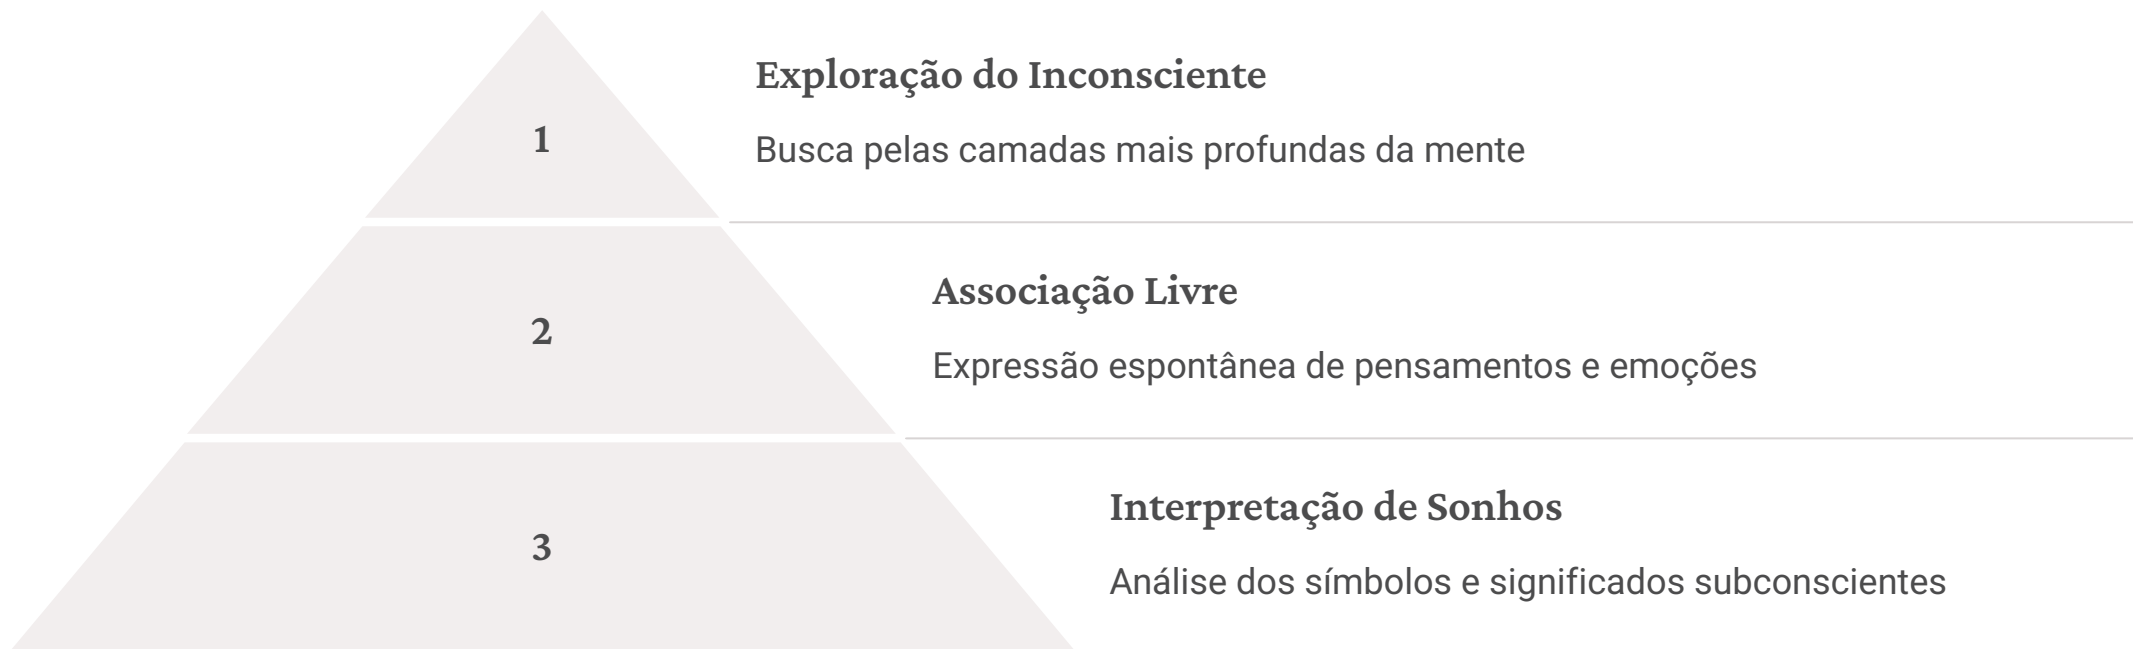 Exploração do Inconsciente
1
Busca pelas camadas mais profundas da mente
Associação Livre
2
Expressão espontânea de pensamentos e emoções
Interpretação de Sonhos
3
Análise dos símbolos e significados subconscientes